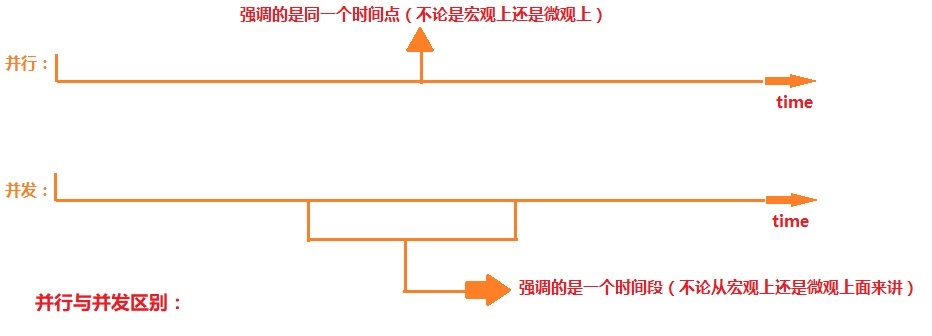 强调的是同一个时间点（不论是宏观上还是微观上）
并行：
time
并发：
time
强调的是一个时间段（不论从宏观上还是微观上面来讲）
并行与并发区别：